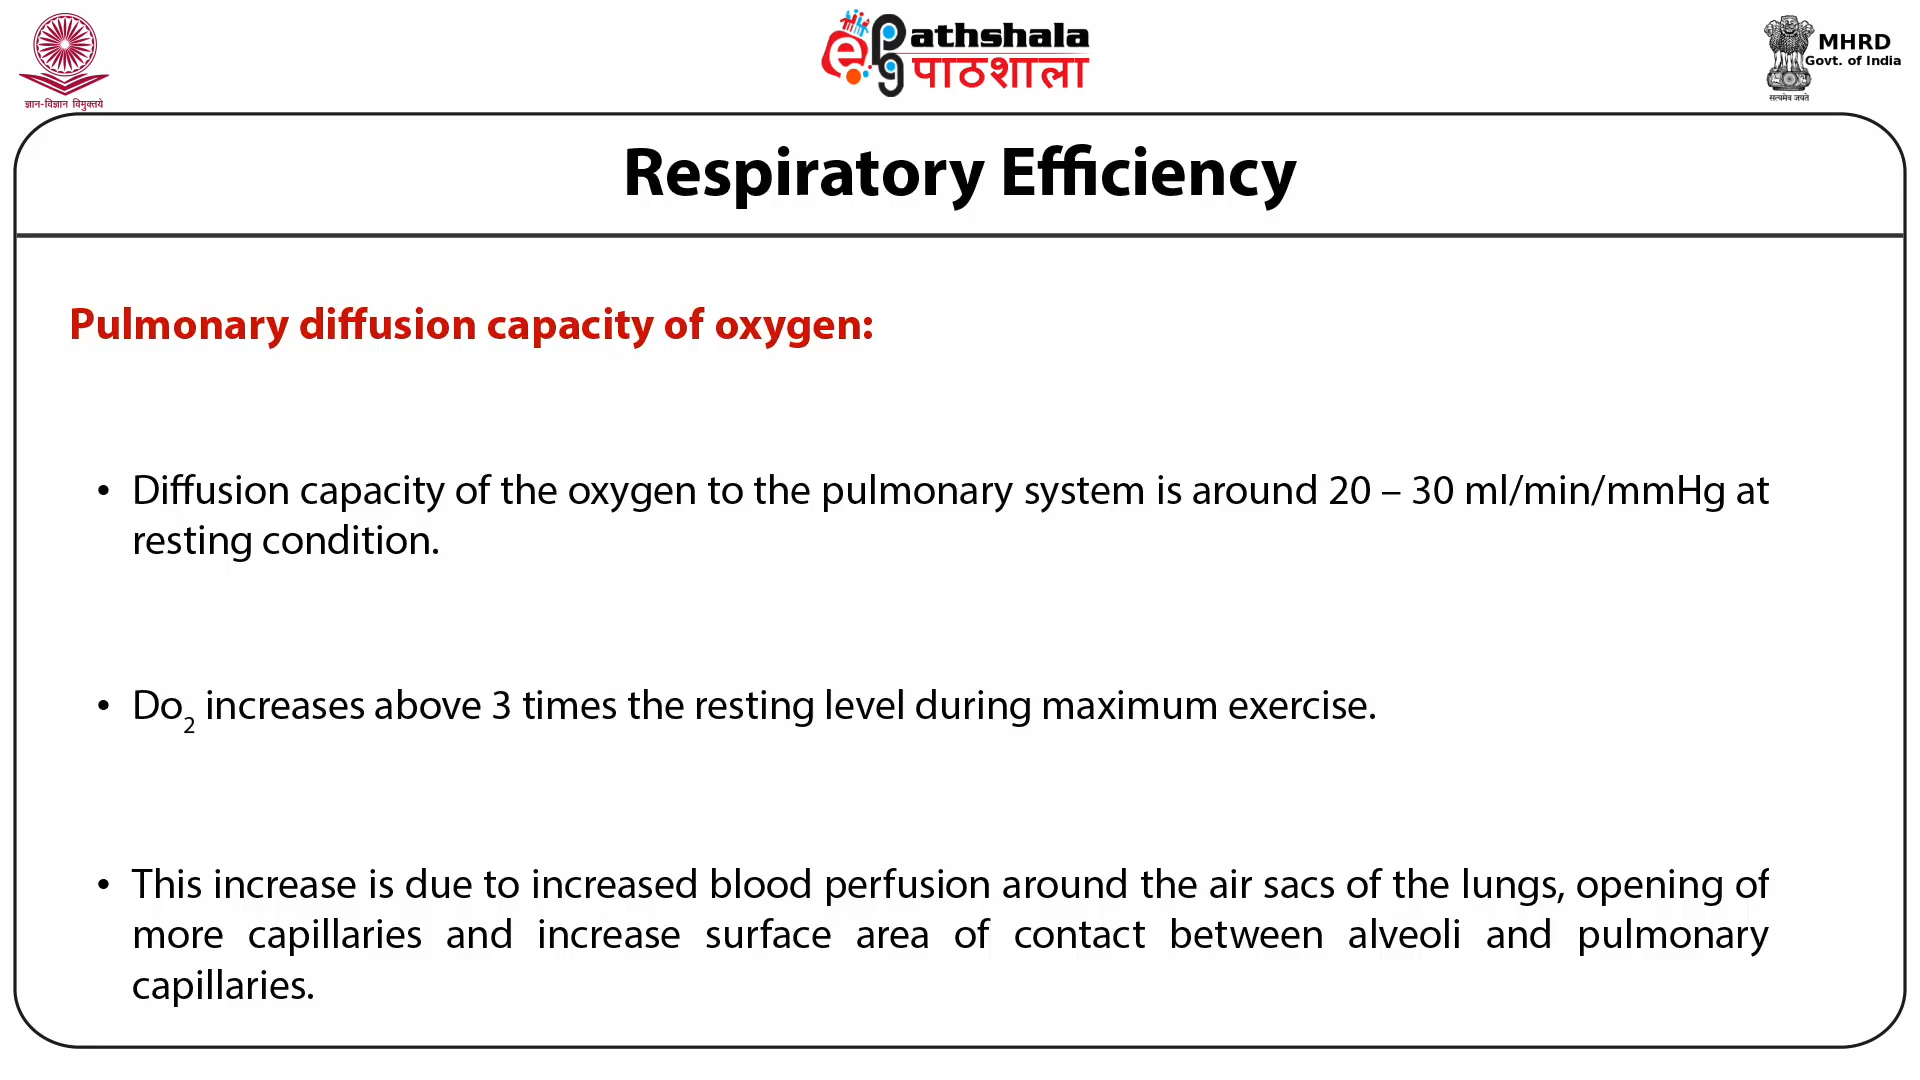 ज्ञान-विज्ञान विमुक्तये
ePg Pathshala
पाठशाला
MHRD
Govt. of India
सत्यमेव जयते
Respiratory Efficiency
Pulmonary diffusion capacity of oxygen:
• Diffusion capacity of the oxygen to the pulmonary system is around 20 – 30 ml/min/mmHg at
resting condition.
• Do₂ increases above 3 times the resting level during maximum exercise.
• This increase is due to increased blood perfusion around the air sacs of the lungs, opening of
more capillaries and increase surface area of contact between alveoli and pulmonary
capillaries.